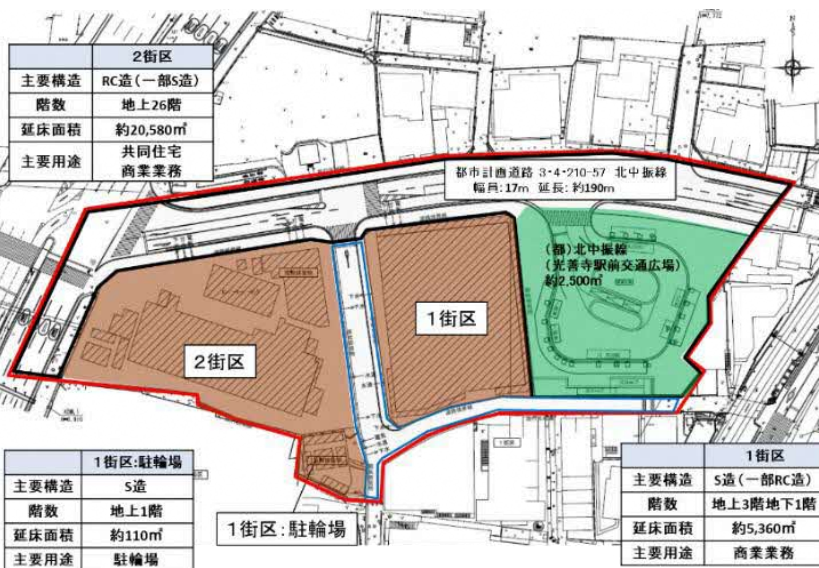 2街区
主要構造 RC造(一部S造)
階数 地上26階
延床面積 約20,580㎡
主要用途 共同住宅
商業業務
都市計画道路 3・4・210-57 北中振線
幅員:17m 延長:約190m
(都)北中振線
(光善寺駅前交通広場)
約2,500㎡
1街区
2街区
1街区:駐輪場
1街区:駐輪場
主要構造 S造
階数 地上1階
延床面積 約110㎡
主要用途 駐輪場
1街区
主要構造 S造(一部RC造)
階数 地上3階地下1階
延床面積 約5,360㎡
主要用途 商業業務